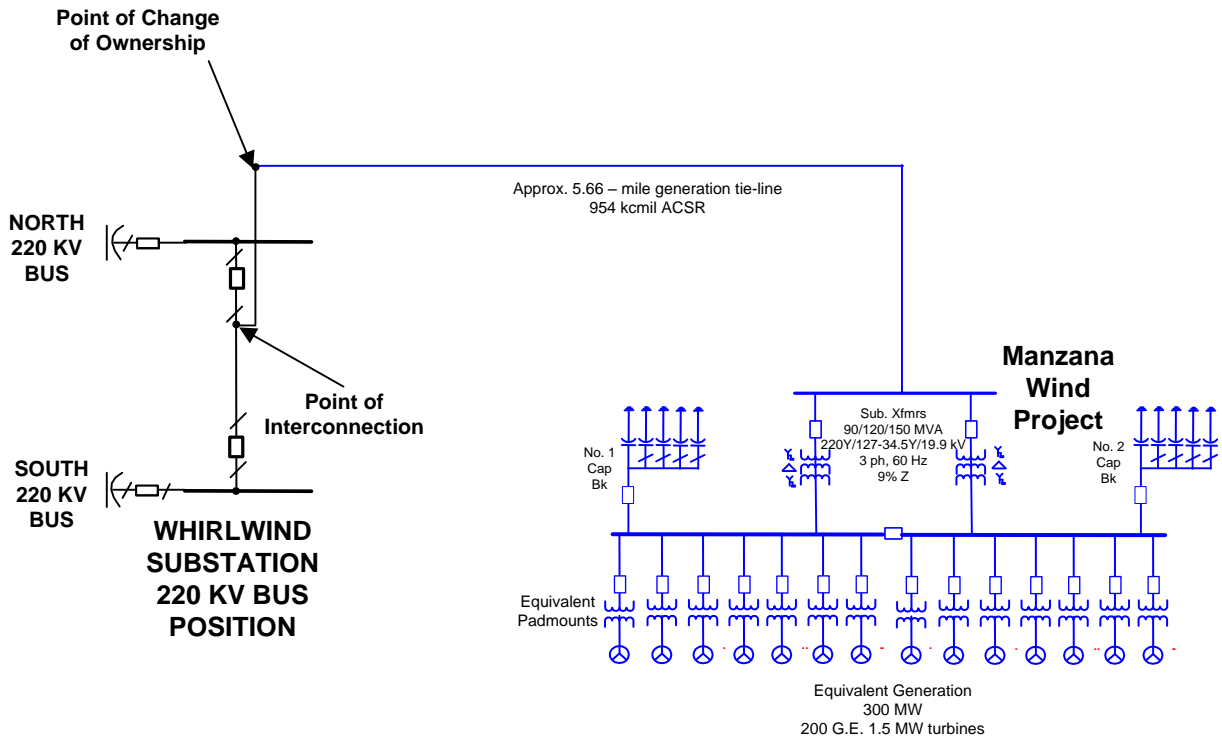 Point of Change
of Ownership
Approx. 5.66 – mile generation tie-line
954 kcmil ACSR
NORTH
220 KV
BUS
Point of
Interconnection
SOUTH
220 KV
BUS
WHIRLWIND
SUBSTATION
220 KV BUS
POSITION
Manzana
Wind
Project
Sub. Xfmrs
90/120/150 MVA
220Y/127-34.5Y/19.9 kV
3 ph, 60 Hz
9% Z
No. 1
Cap
Bk
No. 2
Cap
Bk
Equivalent
Padmounts
Equivalent Generation
300 MW
200 G.E. 1.5 MW turbines